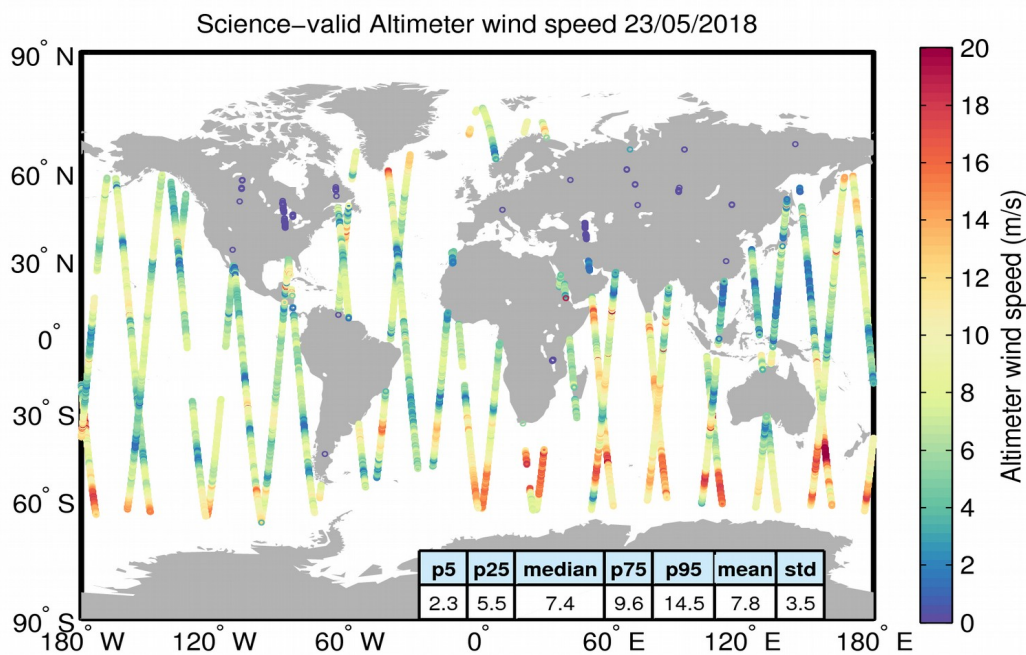 Science−valid Altimeter wind speed 23/05/2018
90° N
60° N
30° N
0°
30° S
60° S
90° S
180° W
120° W
60° W
0°
60° E
120° E
180° E
p5 p25 median p75 p95 mean std
2.3 5.5 7.4 9.6 14.5 7.8 3.5
20
18
16
14
12
10
8
6
4
2
0
Altimeter wind speed (m/s)